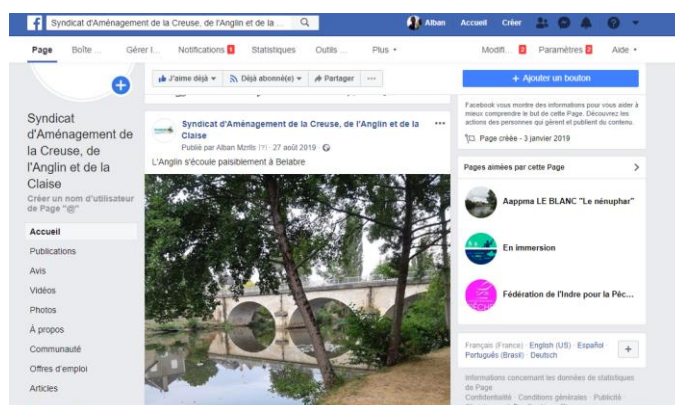 Syndicat d'Aménagement de la Creuse, de l'Anglin et de la ...
Alban Accueil Créer
Page Boîte ... Gérer l... Notifications 1 Statistiques Outils ... Plus Modifi... 2 Paramètres 2 Aide
J'aime déjà Déjà abonné(e) Partager ...
+ Ajouter un bouton
Syndicat
d'Aménagement de
la Creuse, de
l'Anglin et de la
Claise
Créer un nom d'utilisateur
de Page "@"
Accueil
Publications
Avis
Vidéos
Photos
À propos
Communauté
Offres d'emploi
Articles
Syndicat d'Aménagement de la Creuse, de l'Anglin et de la
Claise
Publié par Alban Mzrlls [?] · 27 août 2019 ·
L'Anglin s'écoule paisiblement à Belabre
Facebook vous montre des informations pour vous aider à
mieux comprendre le but de cette Page. Découvrez les
actions des personnes qui gèrent et publient du contenu.
Page créée - 3 janvier 2019
Pages aimées par cette Page
Aappma LE BLANC "Le nénuphar"
En immersion
Fédération de l'Indre pour la Pêc...
Français (France) · English (US) · Español ·
Português (Brasil) · Deutsch
+
Informations concernant les données de statistiques
de Page
Confidentialité · Conditions générales · Publicité ·